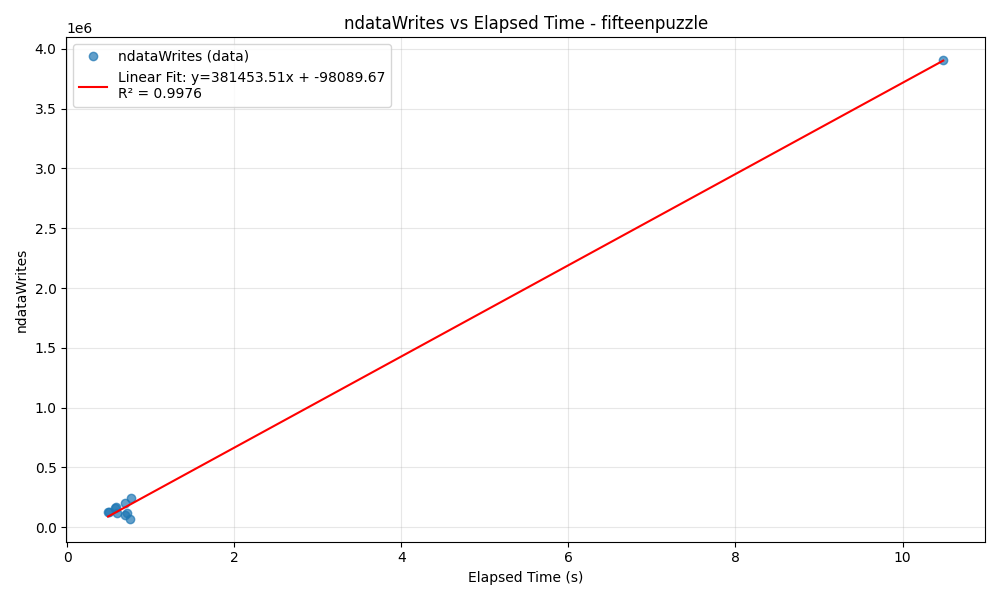 ndataWrites vs Elapsed Time - fifteenpuzzle
1e6
ndataWrites (data)
Linear Fit: y=381453.51x + -98089.67
R² = 0.9976
4.0
3.5
3.0
2.5
2.0
1.5
1.0
0.5
0.0
ndataWrites
0 2 4 6 8 10
Elapsed Time (s)